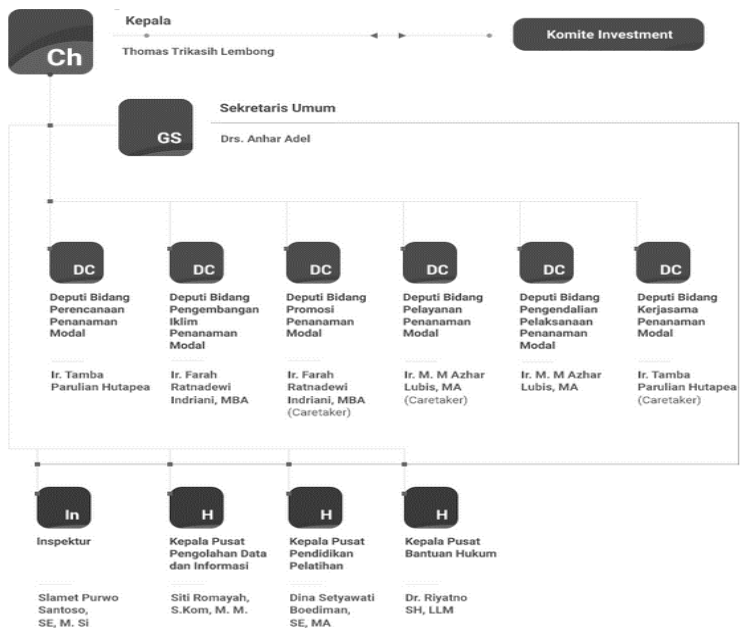 Ch
Kepala
Thomas Trikasih Lembong
Komite Investment
GS
Sekretaris Umum
Drs. Anhar Adel
DC
Deputi Bidang
Perencanaan
Penanaman
Modal
Ir. Tamba
Parulian Hutapea
DC
Deputi Bidang
Pengembangan
Iklim
Penanaman
Modal
Ir. Farah
Ratnadewi
Indriani, MBA
DC
Deputi Bidang
Promosi
Penanaman
Modal
Ir. Farah
Ratnadewi
Indriani, MBA
(Caretaker)
DC
Deputi Bidang
Pelayanan
Penanaman
Modal
Ir. M. M Azhar
Lubis, MA
(Caretaker)
DC
Deputi Bidang
Pengendalian
Pelaksanaan
Penanaman
Modal
Ir. M. M Azhar
Lubis, MA
DC
Deputi Bidang
Kerjasama
Penanaman
Modal
Ir. Tamba
Parulian Hutapea
(Caretaker)
In
Inspektur
Slamet Purwo
Santoso,
SE, M. Si
H
Kepala Pusat
Pengolahan Data
dan Informasi
Siti Romayah,
S.Kom, M. M.
H
Kepala Pusat
Pendidikan
Pelatihan
Dina Setyawati
Boediman,
SE, MA
H
Kepala Pusat
Bantuan Hukum
Dr. Riyatno
SH, LLM